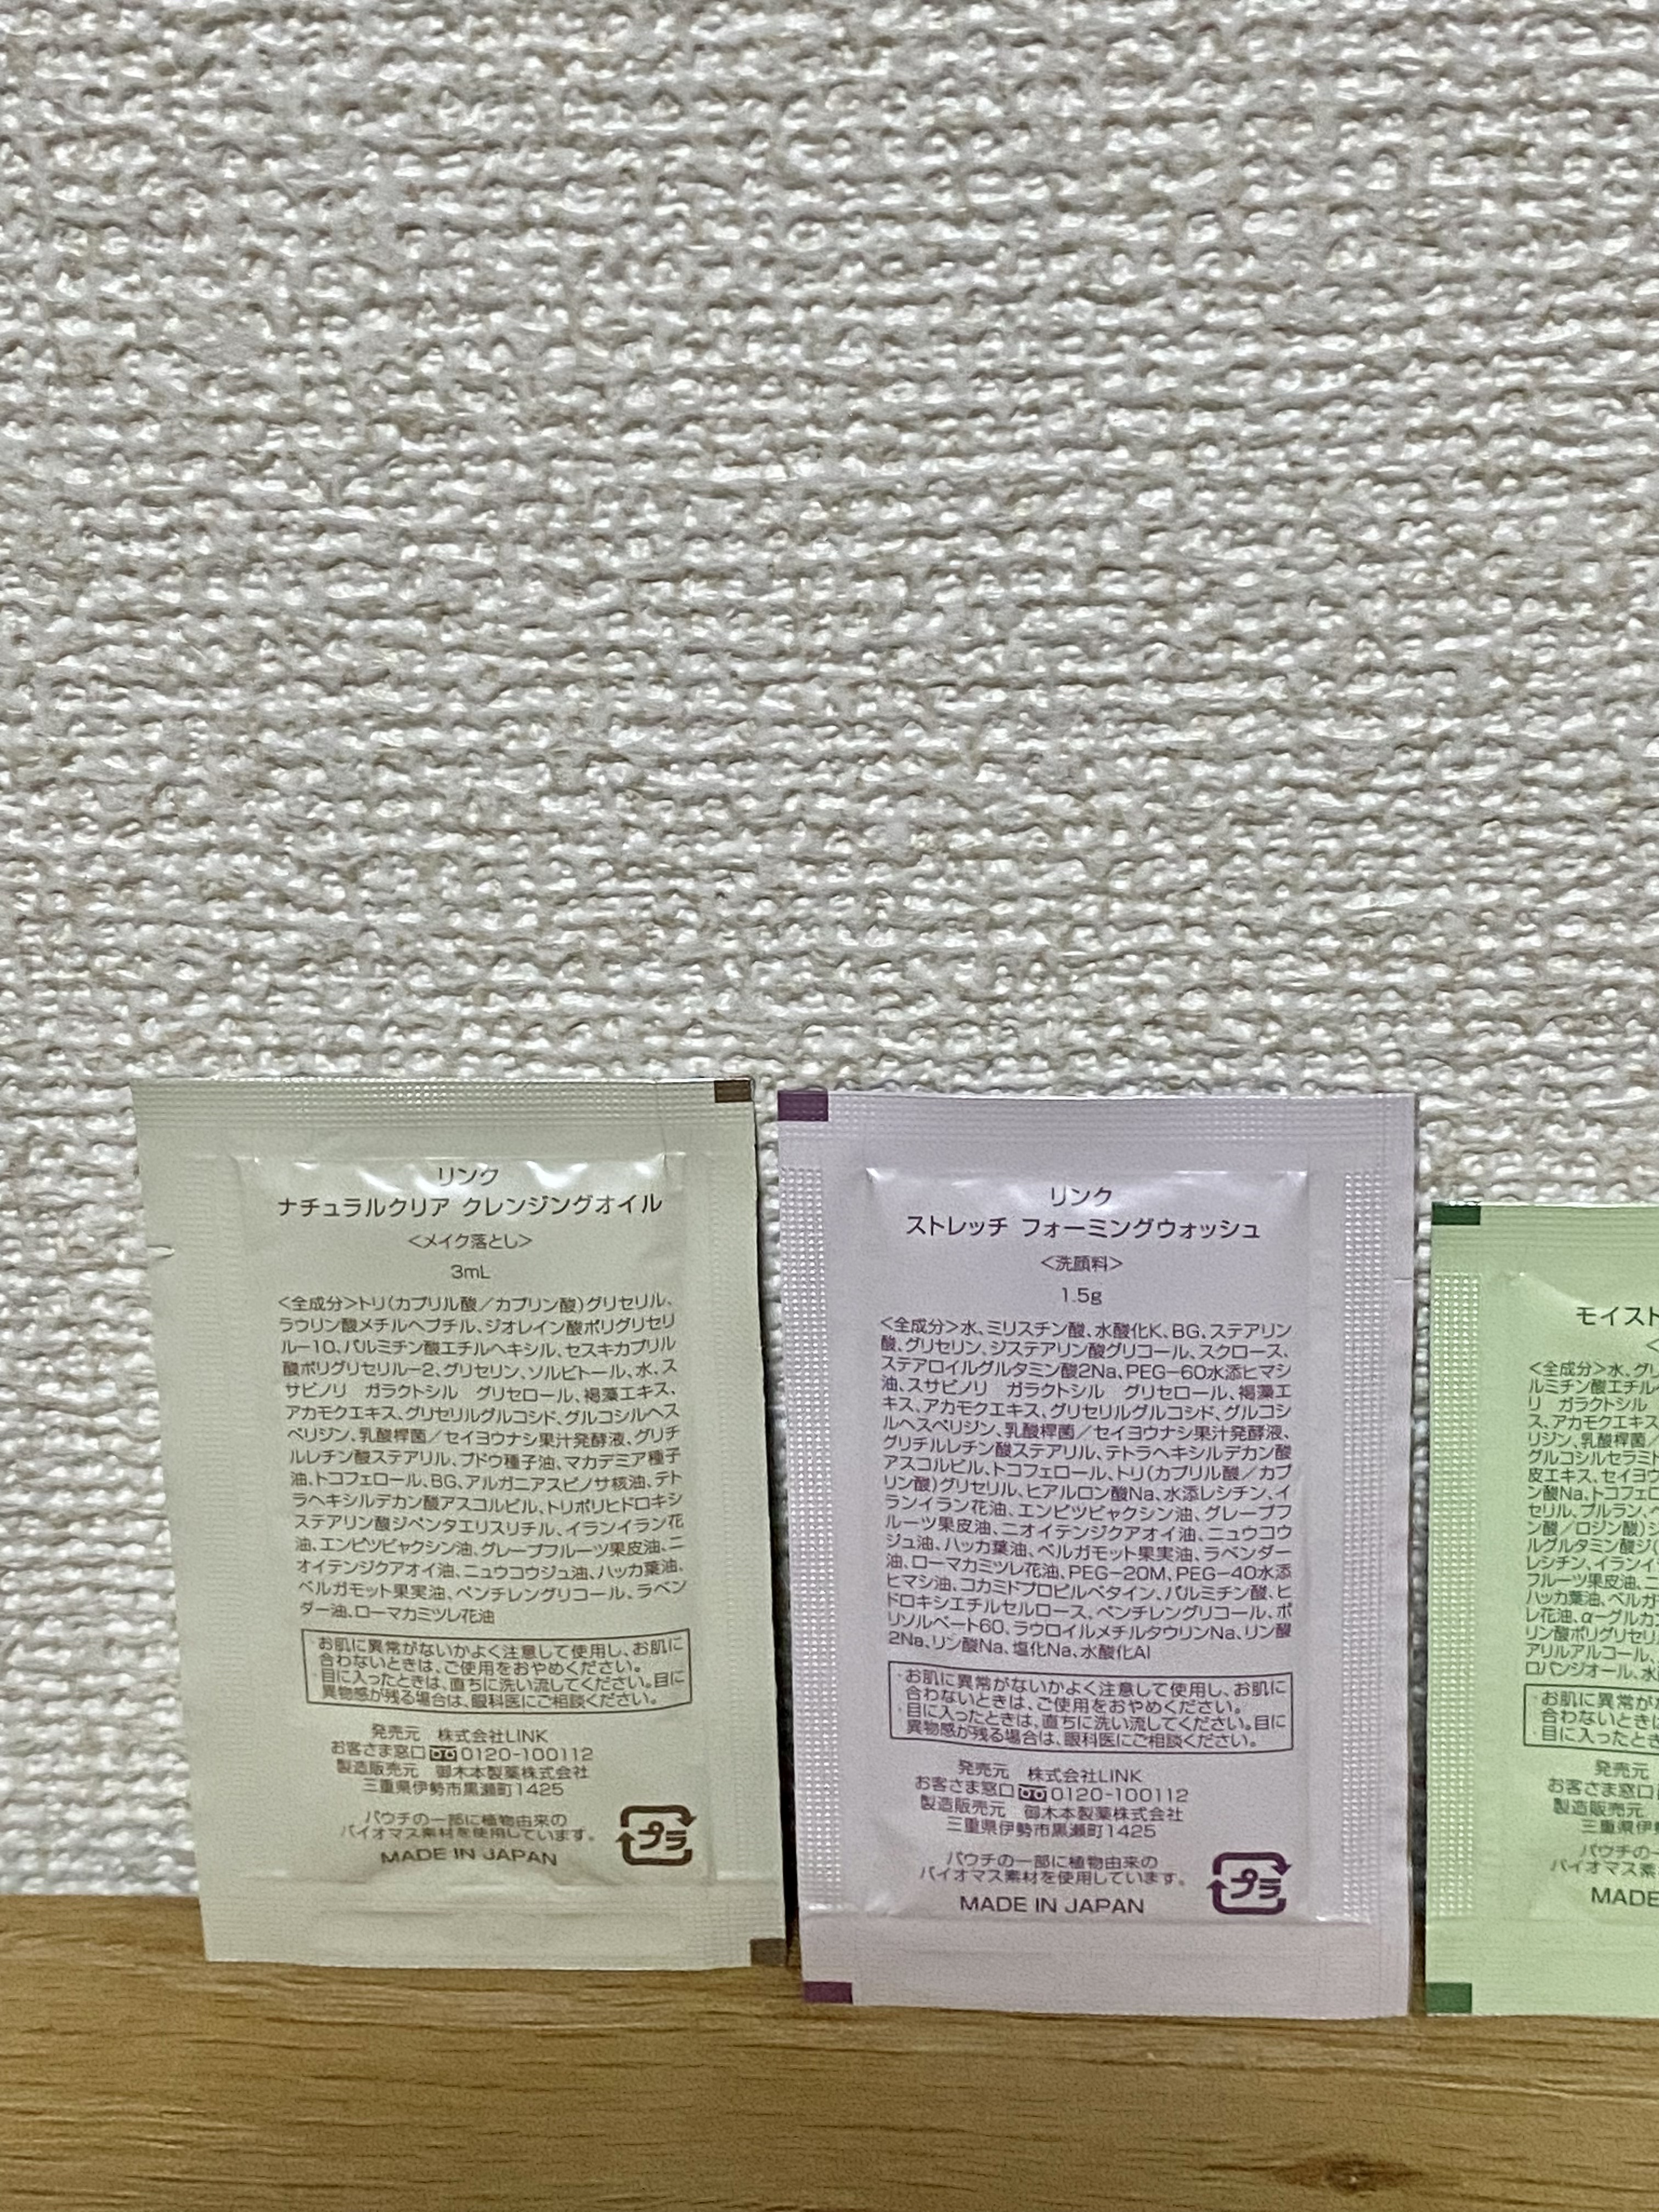 リンク
ナチュラルクリア クレンジングオイル
＜メイク落とし＞
3mL
＜全成分＞トリ(カプリル酸／カプリン酸)グリセリル、
ラウリン酸メチルヘプチル、ジオレイン酸ポリグリセリ
ル−10、パルミチン酸エチルヘキシル、セスキカプリル
酸ポリグリセリル−2、グリセリン、ソルビトール、水、ス
サビノリ ガラクトシル グリセロール、褐藻エキス、
アカモクエキス、グリセリルグルコシド、グルコシルヘス
ペリジン、乳酸桿菌／セイヨウナシ果汁発酵液、グリチ
ルレチン酸ステアリル、ブドウ種子油、マカデミア種子
油、トコフェロール、BG、アルガニアスピノサ核油、テト
ラヘキシルデカン酸アスコルビル、トリポリヒドロキシ
ステアリン酸ジペンタエリスリチル、イランイラン花
油、エンピツビャクシン油、グレープフルーツ果皮油、ニ
オイテンジクアオイ油、ニュウコウジュ油、ハッカ葉油、
ベルガモット果実油、ペンチレングリコール、ラベン
ダー油、ローマカミツレ花油
・お肌に異常がないかよく注意して使用し、お肌に
合わないときは、ご使用をおやめください。
・目に入ったときは、直ちに洗い流してください。目に
異物感が残る場合は、眼科医にご相談ください。
発売元 株式会社LINK
お客さま窓口 0120-100112
製造販売元 御木本製薬株式会社
三重県伊勢市黒瀬町1425
パウチの一部に植物由来の
バイオマス素材を使用しています。
MADE IN JAPAN
プラ
リンク
ストレッチ フォーミングウォッシュ
＜洗顔料＞
1.5g
＜全成分＞水、ミリスチン酸、水酸化K、BG、ステアリン
酸、グリセリン、ジステアリン酸グリコール、スクロース、
ステアロイルグルタミン酸2Na、PEG−60水添ヒマシ
油、スサビノリ ガラクトシル グリセロール、褐藻エ
キス、アカモクエキス、グリセリルグルコシド、グルコシ
ルヘスペリジン、乳酸桿菌／セイヨウナシ果汁発酵液、
グリチルレチン酸ステアリル、テトラヘキシルデカン酸
アスコルビル、トコフェロール、トリ(カプリル酸／カプ
リン酸)グリセリル、ヒアルロン酸Na、水添レシチン、イ
ランイラン花油、エンピツビャクシン油、グレープフ
ルーツ果皮油、ニオイテンジクアオイ油、ニュウコウ
ジュ油、ハッカ葉油、ベルガモット果実油、ラベンダー
油、ローマカミツレ花油、PEG−20M、PEG−40水添
ヒマシ油、コカミドプロピルベタイン、パルミチン酸、ヒ
ドロキシエチルセルロース、ペンチレングリコール、ポ
リソルベート60、ラウロイルメチルタウリンNa、リン酸
2Na、リン酸Na、塩化Na、水酸化Al
・お肌に異常がないかよく注意して使用し、お肌に
合わないときは、ご使用をおやめください。
・目に入ったときは、直ちに洗い流してください。目に
異物感が残る場合は、眼科医にご相談ください。
発売元 株式会社LINK
お客さま窓口 0120-100112
製造販売元 御木本製薬株式会社
三重県伊勢市黒瀬町1425
パウチの一部に植物由来の
バイオマス素材を使用しています。
MADE IN JAPAN
プラ
モイスト
＜全成分＞水、グリ
ルミチン酸エチル
リ ガラクトシル
ス、アカモクエキス
リジン、乳酸桿菌／
グルコシルセラミド
皮エキス、セイヨウ
ン酸Na、トコフェロ
セリル、プルラン、
ン酸／ロジン酸)ジ
ルグルタミン酸ジ(
レシチン、イランイ
フルーツ果皮油、ニ
ハッカ葉油、ベルガ
レ花油、α−グルカン
リン酸ポリグリセリ
アリルアルコール、
ロパンジオール、水
・お肌に異常が
合わないときは
・目に入ったとき
発売元
お客さま窓口
製造販売元
三重県伊
パウチの一
バイオマス素
MADE